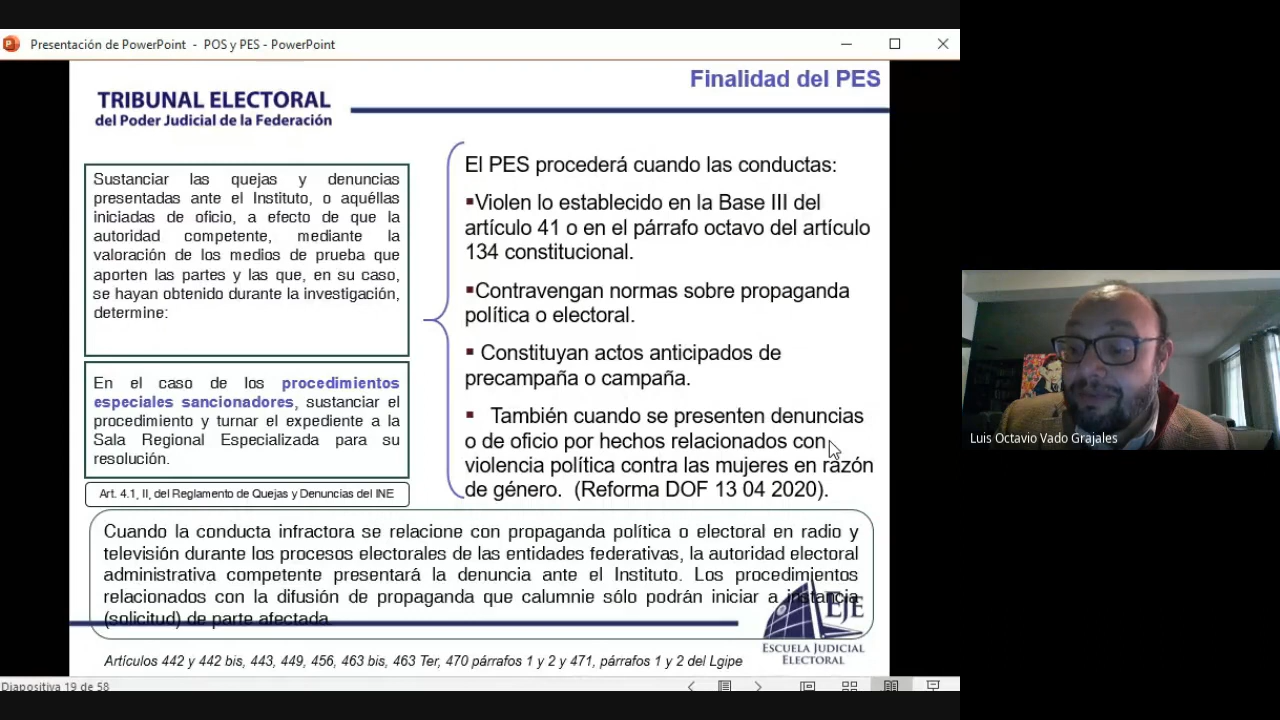 Presentación de PowerPoint - POS y PES - PowerPoint
Finalidad del PES
TRIBUNAL ELECTORAL
del Poder Judicial de la Federación
Sustanciar las quejas y denuncias
presentadas ante el Instituto, o aquéllas
iniciadas de oficio, a efecto de que la
autoridad competente, mediante la
valoración de los medios de prueba que
aporten las partes y las que, en su caso,
se hayan obtenido durante la investigación,
determine:
En el caso de los procedimientos
especiales sancionadores, sustanciar el
procedimiento y turnar el expediente a la
Sala Regional Especializada para su
resolución.
Art. 4.1, II, del Reglamento de Quejas y Denuncias del INE
El PES procederá cuando las conductas:
▪Violen lo establecido en la Base III del
artículo 41 o en el párrafo octavo del artículo
134 constitucional.
▪Contravengan normas sobre propaganda
política o electoral.
▪ Constituyan actos anticipados de
precampaña o campaña.
▪ También cuando se presenten denuncias
o de oficio por hechos relacionados con
violencia política contra las mujeres en razón
de género. (Reforma DOF 13 04 2020).
Cuando la conducta infractora se relacione con propaganda política o electoral en radio y
televisión durante los procesos electorales de las entidades federativas, la autoridad electoral
administrativa competente presentará la denuncia ante el Instituto. Los procedimientos
relacionados con la difusión de propaganda que calumnie sólo podrán iniciar a instancia
(solicitud) de parte afectada.
EJE
ESCUELA JUDICIAL
ELECTORAL
Artículos 442 y 442 bis, 443, 449, 456, 463 bis, 463 Ter, 470 párrafos 1 y 2 y 471, párrafos 1 y 2 del Lgipe
Diapositiva 19 de 58
Luis Octavio Vado Grajales